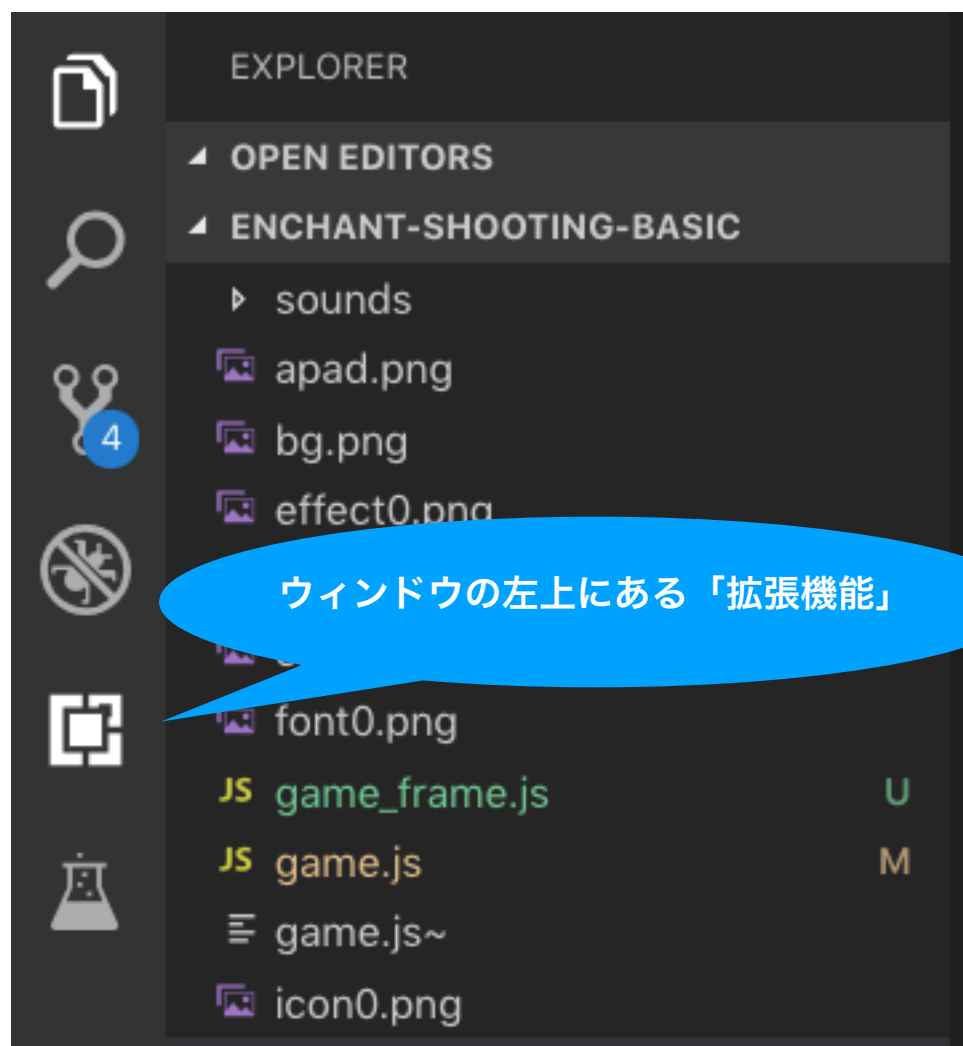 EXPLORER
OPEN EDITORS
ENCHANT-SHOOTING-BASIC
sounds
apad.png
bg.png
4
effect0.png
ウィンドウの左上にある「拡張機能」
font0.png
JS game_frame.js U
JS game.js M
game.js~
icon0.png